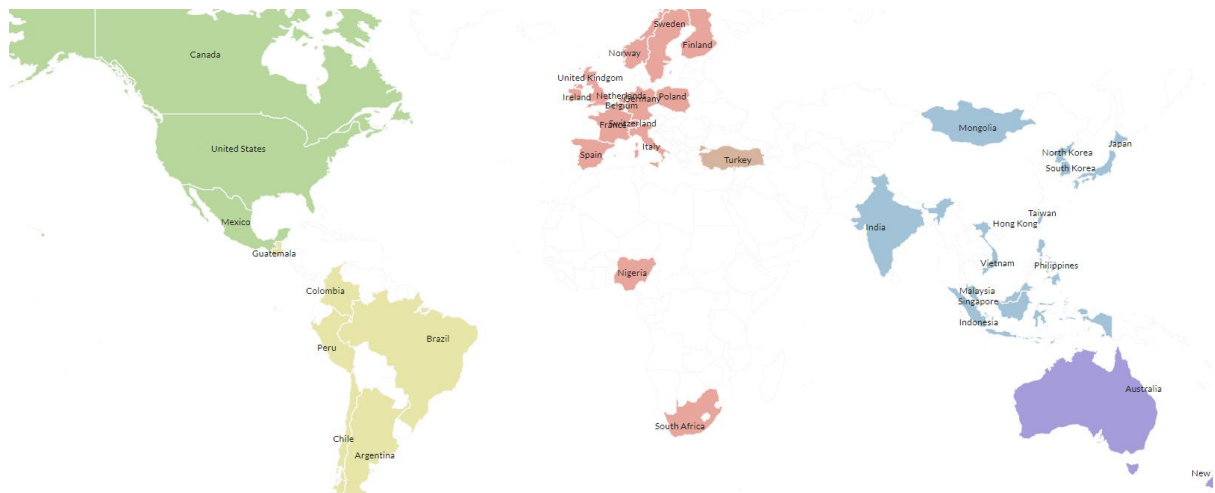 Canada
United States
Mexico
Guatemala
Colombia
Peru
Brazil
Chile
Argentina
Sweden
Norway
Finland
United Kindgom
Ireland
Netherlands
Germany
Belgium
Poland
France
Switzerland
Spain
Italy
Turkey
Nigeria
South Africa
Mongolia
North Korea
South Korea
Japan
India
Taiwan
Hong Kong
Vietnam
Philippines
Malaysia
Singapore
Indonesia
Australia
New